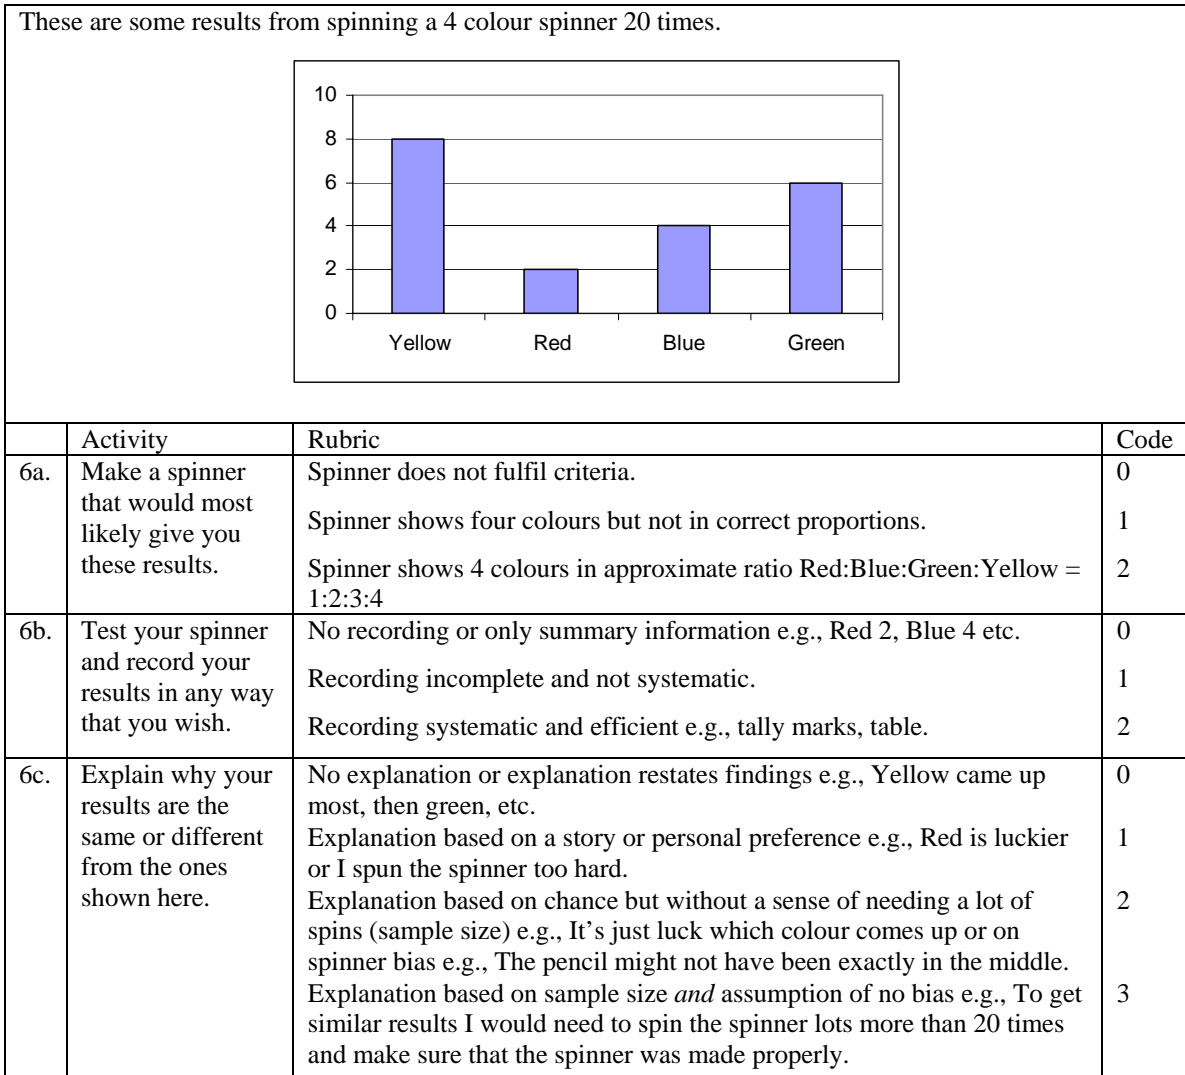 These are some results from spinning a 4 colour spinner 20 times.
10
8
6
4
2
0
Yellow Red Blue Green
Activity Rubric Code
6a. Make a spinner
that would most
likely give you
these results.
Spinner does not fulfil criteria. 0
Spinner shows four colours but not in correct proportions. 1
Spinner shows 4 colours in approximate ratio Red:Blue:Green:Yellow = 2
1:2:3:4
6b. Test your spinner
and record your
results in any way
that you wish.
No recording or only summary information e.g., Red 2, Blue 4 etc. 0
Recording incomplete and not systematic. 1
Recording systematic and efficient e.g., tally marks, table. 2
6c. Explain why your
results are the
same or different
from the ones
shown here.
No explanation or explanation restates findings e.g., Yellow came up 0
most, then green, etc.
Explanation based on a story or personal preference e.g., Red is luckier 1
or I spun the spinner too hard.
Explanation based on chance but without a sense of needing a lot of 2
spins (sample size) e.g., It's just luck which colour comes up or on
spinner bias e.g., The pencil might not have been exactly in the middle.
Explanation based on sample size and assumption of no bias e.g., To get 3
similar results I would need to spin the spinner lots more than 20 times
and make sure that the spinner was made properly.